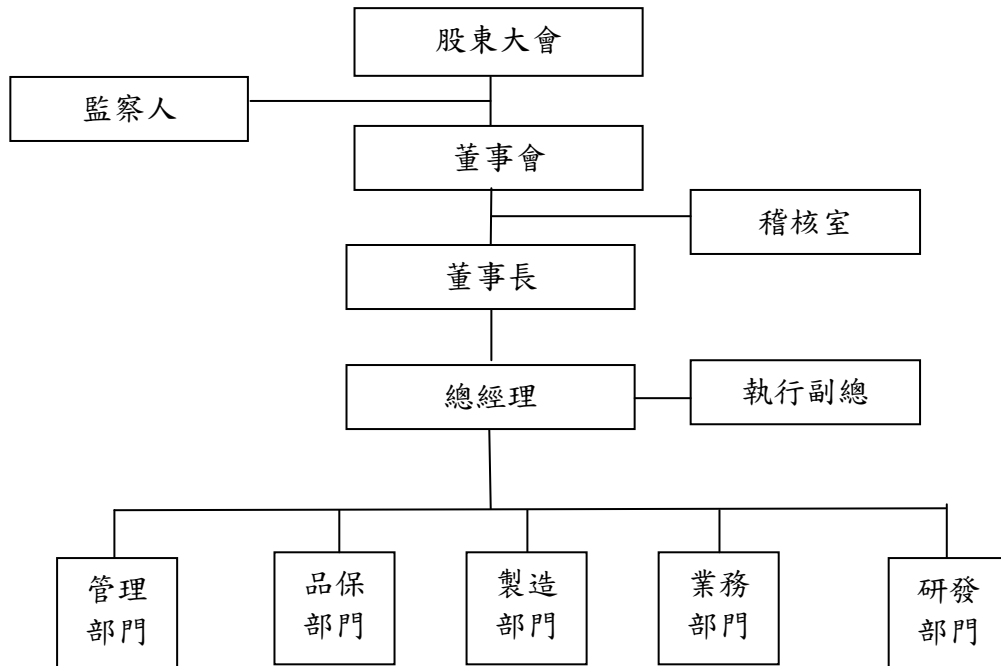 股東大會
監察人
董事會
稽核室
董事長
總經理
執行副總
管理
部門
品保
部門
製造
部門
業務
部門
研發
部門